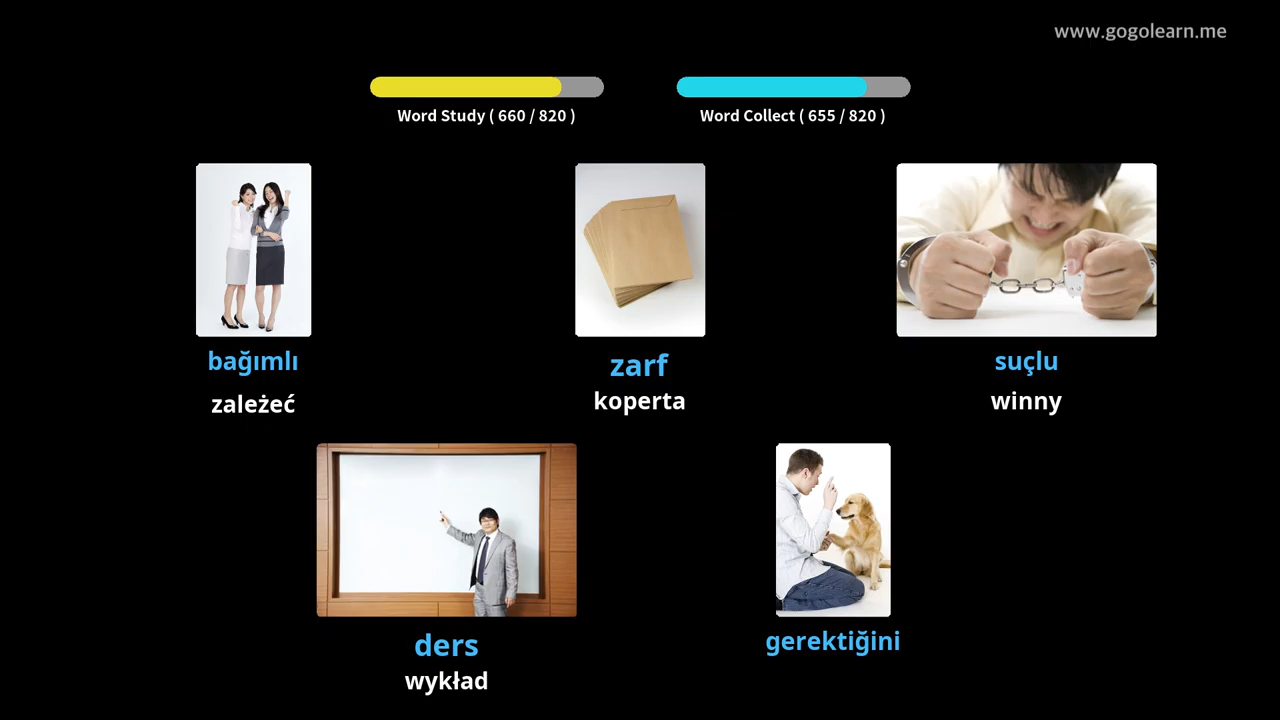 www.gogolearn.me
Word Study ( 660 / 820 )
Word Collect ( 655 / 820 )
bağımlı
zależeć
zarf
koperta
suçlu
winny
ders
wykład
gerektiğini